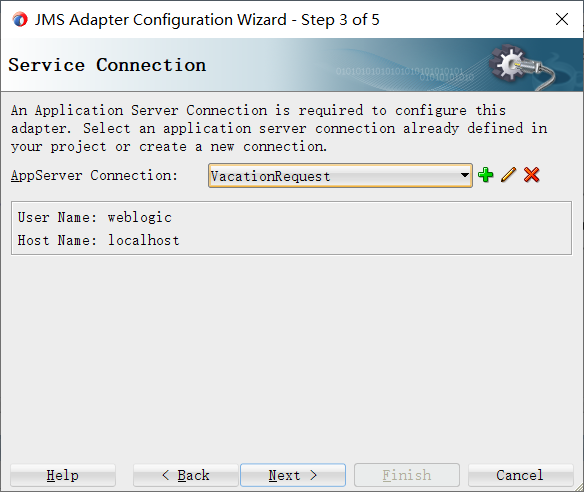 JMS Adapter Configuration Wizard - Step 3 of 5
Service Connection
0101010101010101010101010101
01010101010101
An Application Server Connection is required to configure this
adapter. Select an application server connection already defined in
your project or create a new connection.
AppServer Connection: VacationRequest
User Name: weblogic
Host Name: localhost
Help < Back Next > Finish Cancel